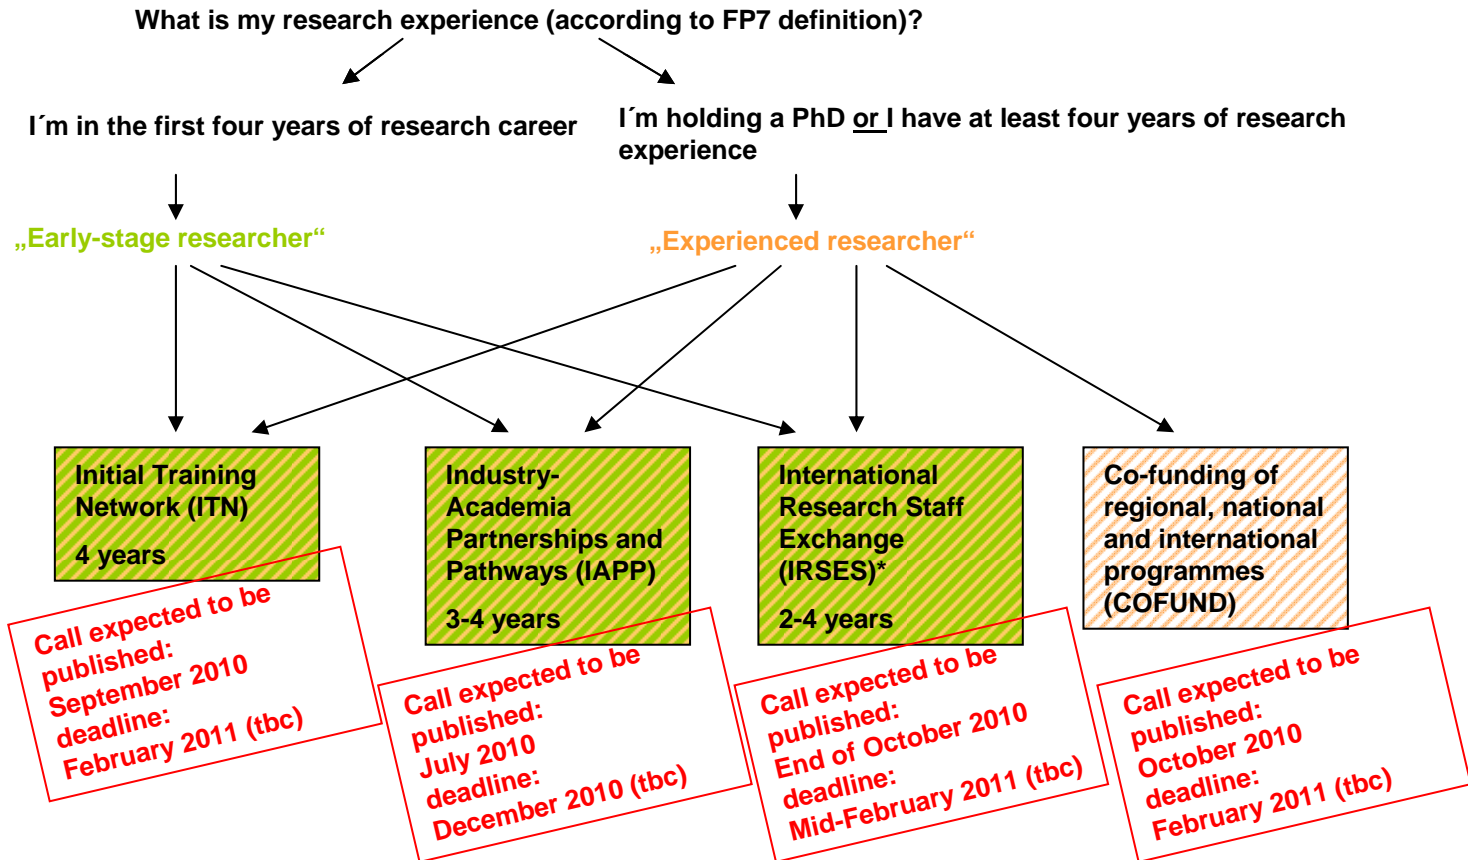 What is my research experience (according to FP7 definition)?
I´m in the first four years of research career
I´m holding a PhD or I have at least four years of research
experience
„Early-stage researcher“
„Experienced researcher“
Initial Training
Network (ITN)
4 years
Industry-
Academia
Partnerships and
Pathways (IAPP)
3-4 years
International
Research Staff
Exchange
(IRSES)*
2-4 years
Co-funding of
regional, national
and international
programmes
(COFUND)
Call expected to be
published:
September 2010
deadline:
February 2011 (tbc)
Call expected to be
published:
July 2010
deadline:
December 2010 (tbc)
Call expected to be
published:
End of October 2010
deadline:
Mid-February 2011 (tbc)
Call expected to be
published:
October 2010
deadline:
February 2011 (tbc)